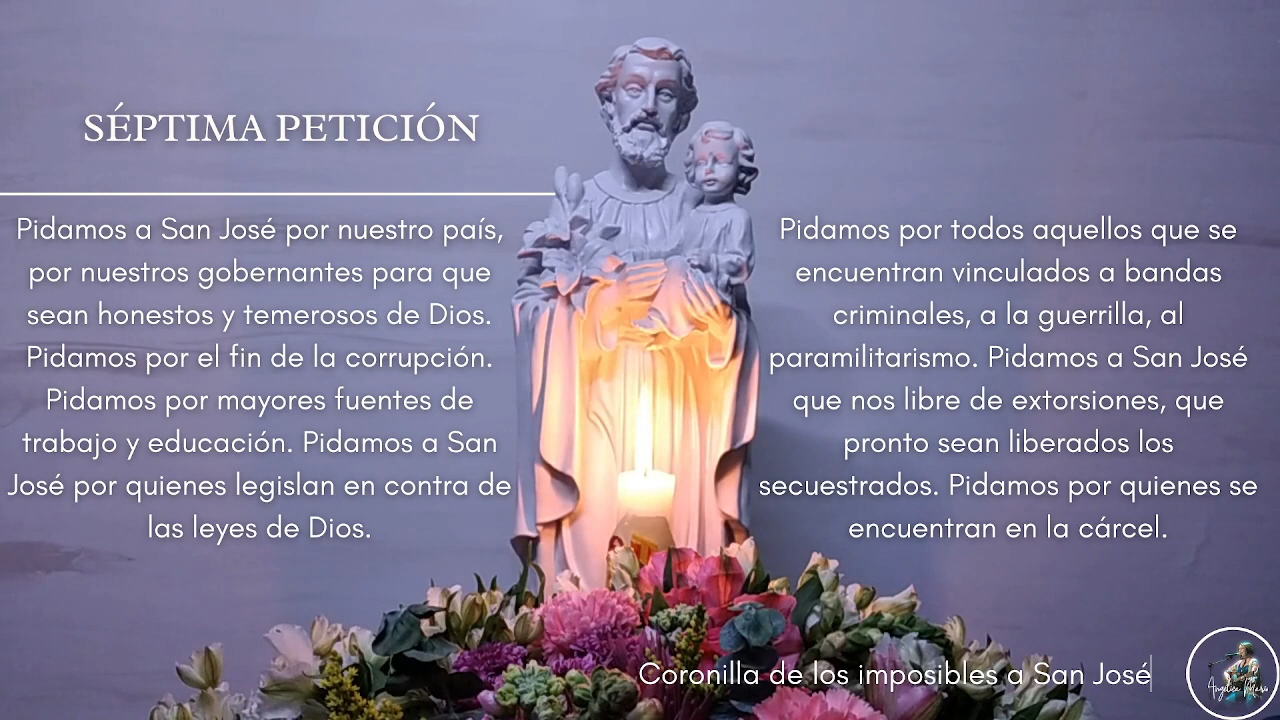 SÉPTIMA PETICIÓN
Pidamos a San José por nuestro país,
por nuestros gobernantes para que
sean honestos y temerosos de Dios.
Pidamos por el fin de la corrupción.
Pidamos por mayores fuentes de
trabajo y educación. Pidamos a San
José por quienes legislan en contra de
las leyes de Dios.
Pidamos por todos aquellos que se
encuentran vinculados a bandas
criminales, a la guerrilla, al
paramilitarismo. Pidamos a San José
que nos libre de extorsiones, que
pronto sean liberados los
secuestrados. Pidamos por quienes se
encuentran en la cárcel.
Coronilla de los imposibles a San José
Angelica María